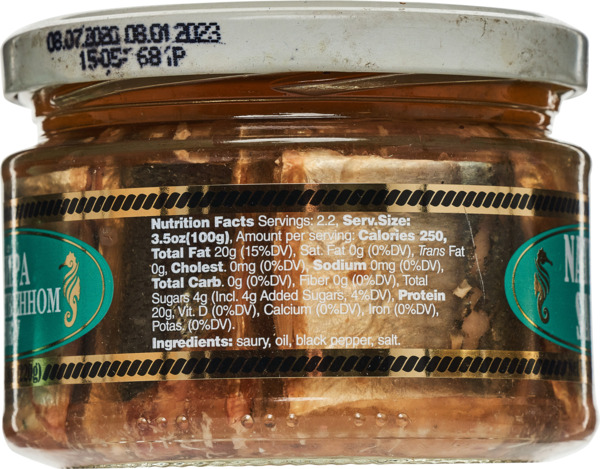 08.07.2020 08.01 2023
15:05 681P
Nutrition Facts Servings: 2.2, Serv.Size:
3.5oz(100g), Amount per serving: Calories 250,
Total Fat 20g (15%DV), Sat. Fat 0g (0%DV), Trans Fat
0g, Cholest. 0mg (0%DV), Sodium 0mg (0%DV),
Total Carb. 0g (0%DV), Fiber 0g (0%DV), Total
Sugars 4g (Incl. 4g Added Sugars, 4%DV), Protein
20g, Vit. D (0%DV), Calcium (0%DV), Iron (0%DV),
Potas. (0%DV).
Ingredients: saury, oil, black pepper, salt.